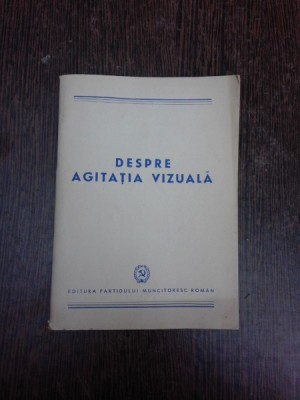 DESPRE
AGITAȚIA VIZUALĂ
EDITURA PARTIDULUI MUNCITORESC ROMÂN